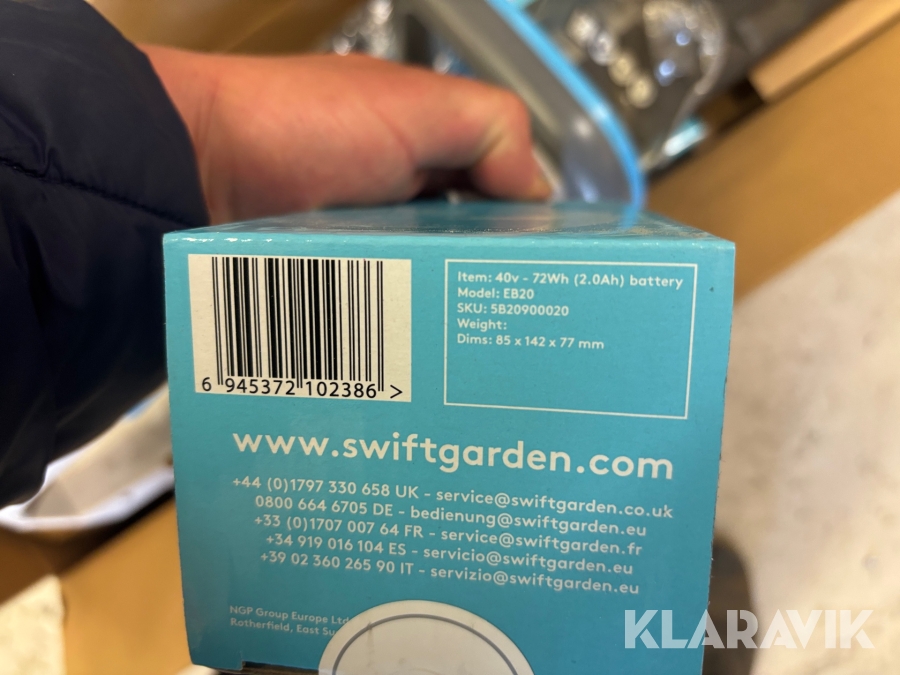 Item: 40v - 72Wh (2.0Ah) battery
Model: EB20
SKU: 5B20900020
Weight:
Dims: 85 x 142 x 77 mm
6 945372 102386 >
www.swiftgarden.com
+44 (0)1797 330 658 UK - service@swiftgarden.co.uk
0800 664 6705 DE - bedienung@swiftgarden.eu
+33 (0)1707 007 64 FR - service@swiftgarden.fr
+34 919 016 104 ES - servicio@swiftgarden.eu
+39 02 360 265 90 IT - servizio@swiftgarden.eu
NGP Group Europe Ltd
Rotherfield, East
KLARAVIK